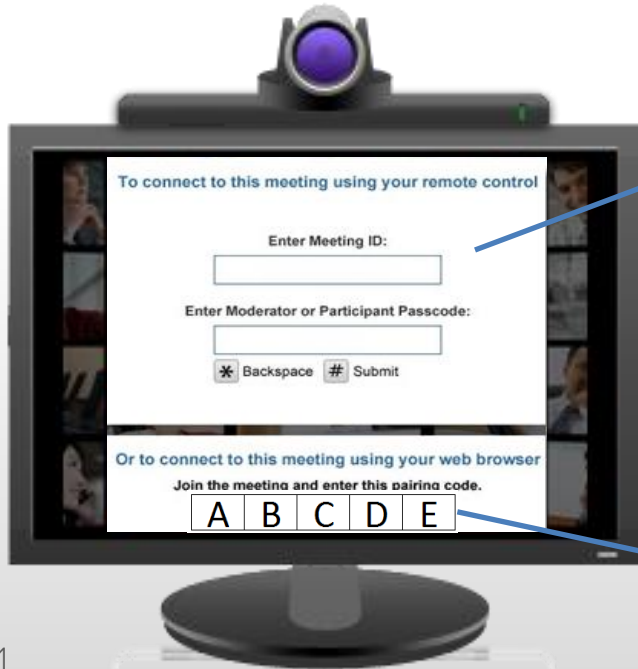 To connect to this meeting using your remote control
Enter Meeting ID:
Enter Moderator or Participant Passcode:
* Backspace # Submit
Or to connect to this meeting using your web browser
Join the meeting and enter this pairing code.
A B C D E
1